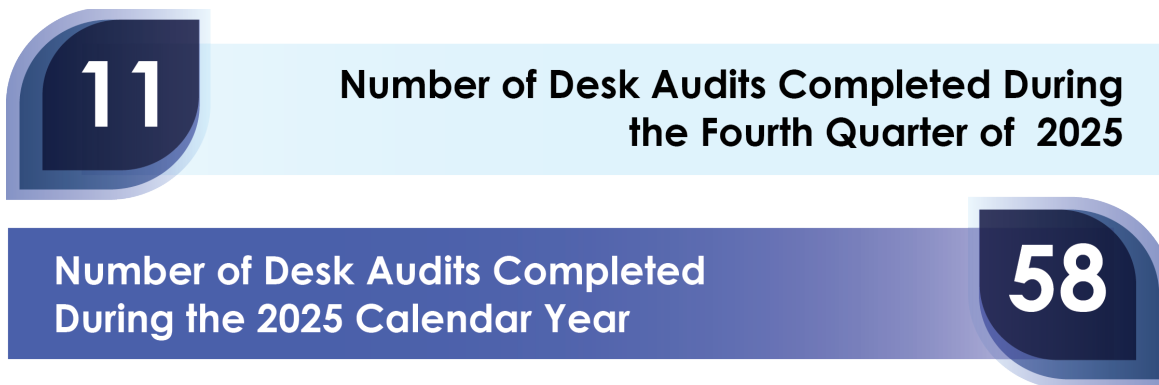 11
Number of Desk Audits Completed During
the Fourth Quarter of  2025
Number of Desk Audits Completed
During the 2025 Calendar Year
58